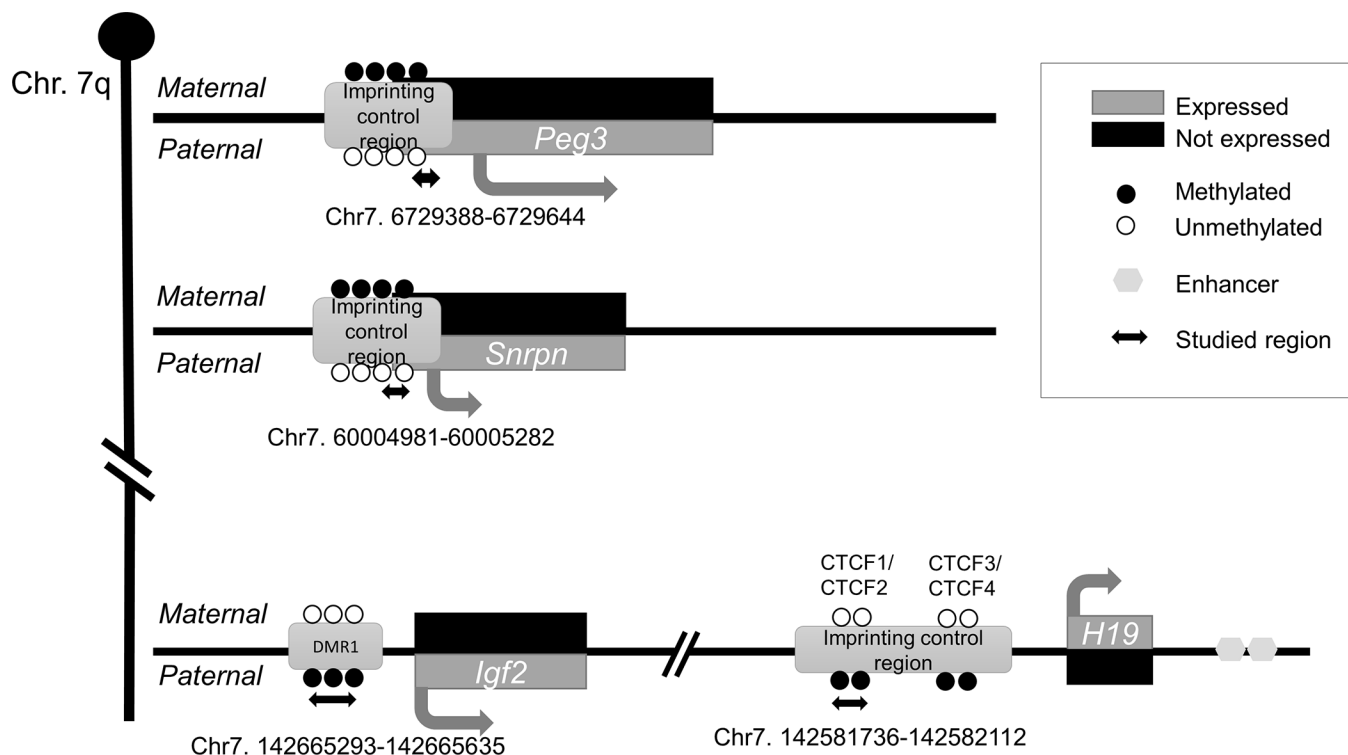 Chr. 7q
Maternal
Paternal
Imprinting
control
region
Peg3
Chr7. 6729388-6729644
Maternal
Paternal
Imprinting
control
region
Snrpn
Chr7. 60004981-60005282
Maternal
Paternal
DMR1
Igf2
Chr7. 142665293-142665635
CTCF1/
CTCF2
CTCF3/
CTCF4
Imprinting control
region
H19
Chr7. 142581736-142582112
Expressed
Not expressed
Methylated
Unmethylated
Enhancer
Studied region